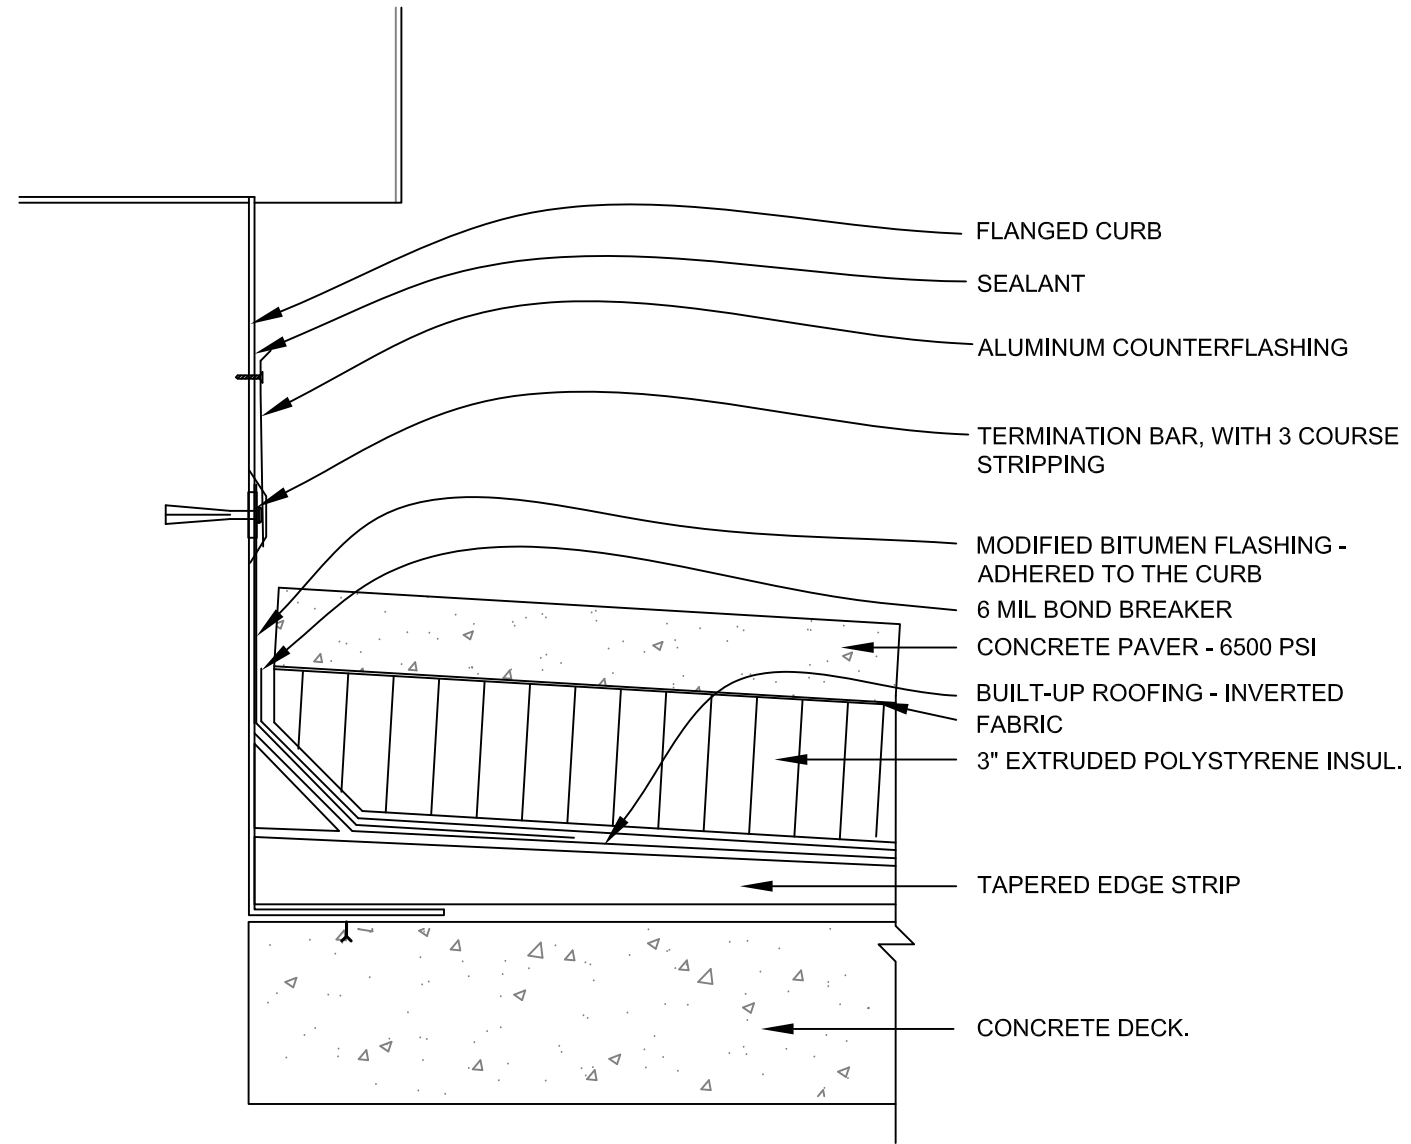 FLANGED CURB
SEALANT
ALUMINUM COUNTERFLASHING
TERMINATION BAR, WITH 3 COURSE
STRIPPING
MODIFIED BITUMEN FLASHING -
ADHERED TO THE CURB
6 MIL BOND BREAKER
CONCRETE PAVER - 6500 PSI
BUILT-UP ROOFING - INVERTED
FABRIC
3" EXTRUDED POLYSTYRENE INSUL.
TAPERED EDGE STRIP
CONCRETE DECK.